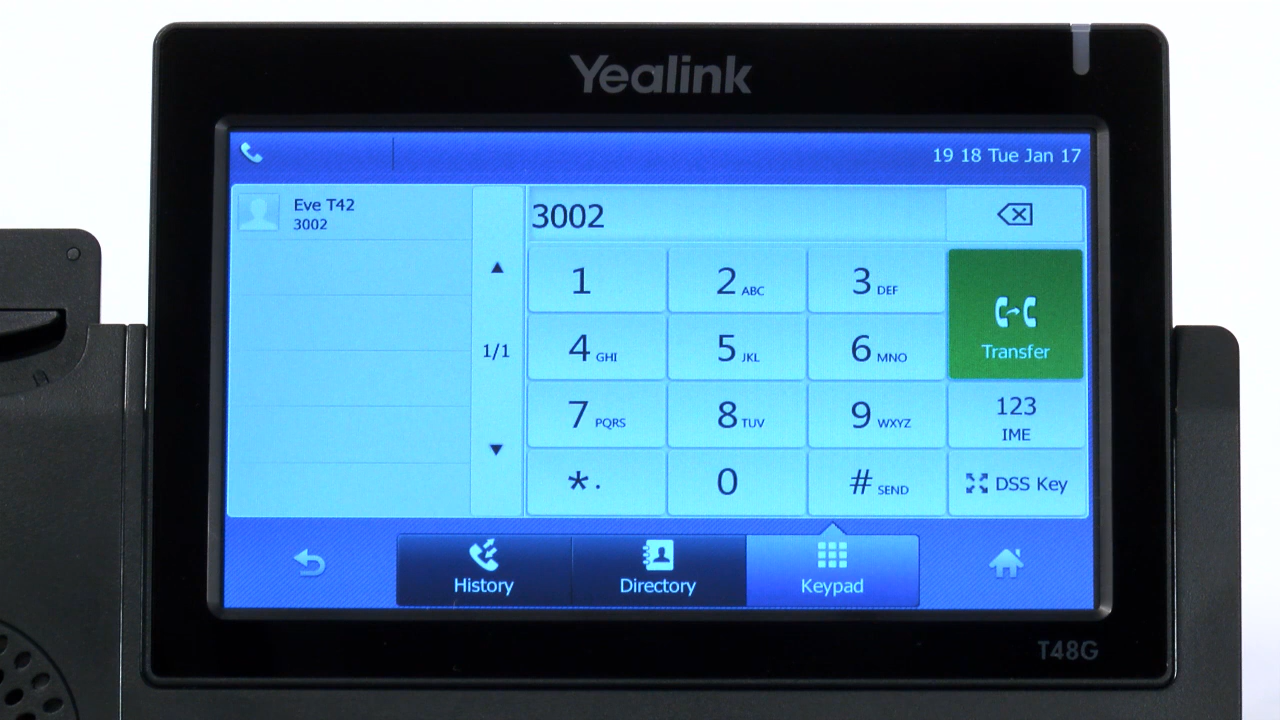 Yealink
19 18 Tue Jan 17
Eve T42
3002
3002
1
2 ABC
3 DEF
4 GHI
5 JKL
6 MNO
Transfer
1/1
7 PQRS
8 TUV
9 WXYZ
123
IME
*.
0
# SEND
DSS Key
History
Directory
Keypad
T48G